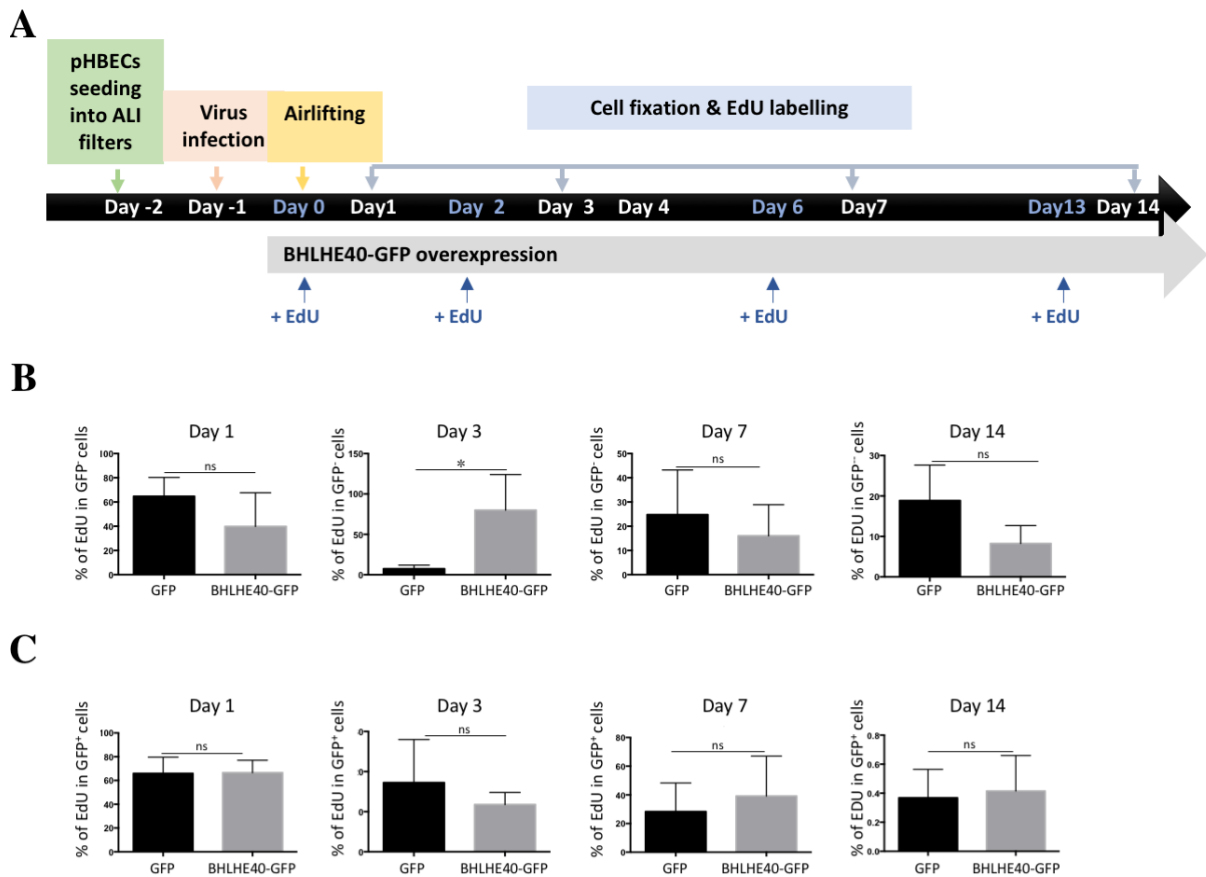 A
pHBECs
seeding
into ALI
filters
Virus
infection
Airlifting
Cell fixation & EdU labelling
Day -2 Day -1 Day 0 Day1 Day 2 Day 3 Day 4 Day 6 Day7 Day13 Day 14
BHLHE40-GFP overexpression
+ EdU + EdU + EdU + EdU
B
Day 1
% of EdU in GFP- cells
100
80
60
40
20
0
ns
GFP BHLHE40-GFP
Day 3
% of EdU in GFP- cells
150
100
50
0
*
GFP BHLHE40-GFP
Day 7
% of EdU in GFP- cells
50
40
30
20
10
0
ns
GFP BHLHE40-GFP
Day 14
% of EDU in GFP-- cells
30
20
10
0
ns
GFP BHLHE40-GFP
C
Day 1
% of EdU in GFP+ cells
100
80
60
40
20
0
ns
GFP BHLHE40-GFP
Day 3
% of EdU in GFP+ cells
0
0
0
ns
GFP BHLHE40-GFP
Day 7
% of EdU in GFP+ cells
80
60
40
20
0
ns
GFP BHLHE40-GFP
Day 14
% of EDU in GFP+ cells
0.8
0.6
0.4
0.2
0.0
ns
GFP BHLHE40-GFP